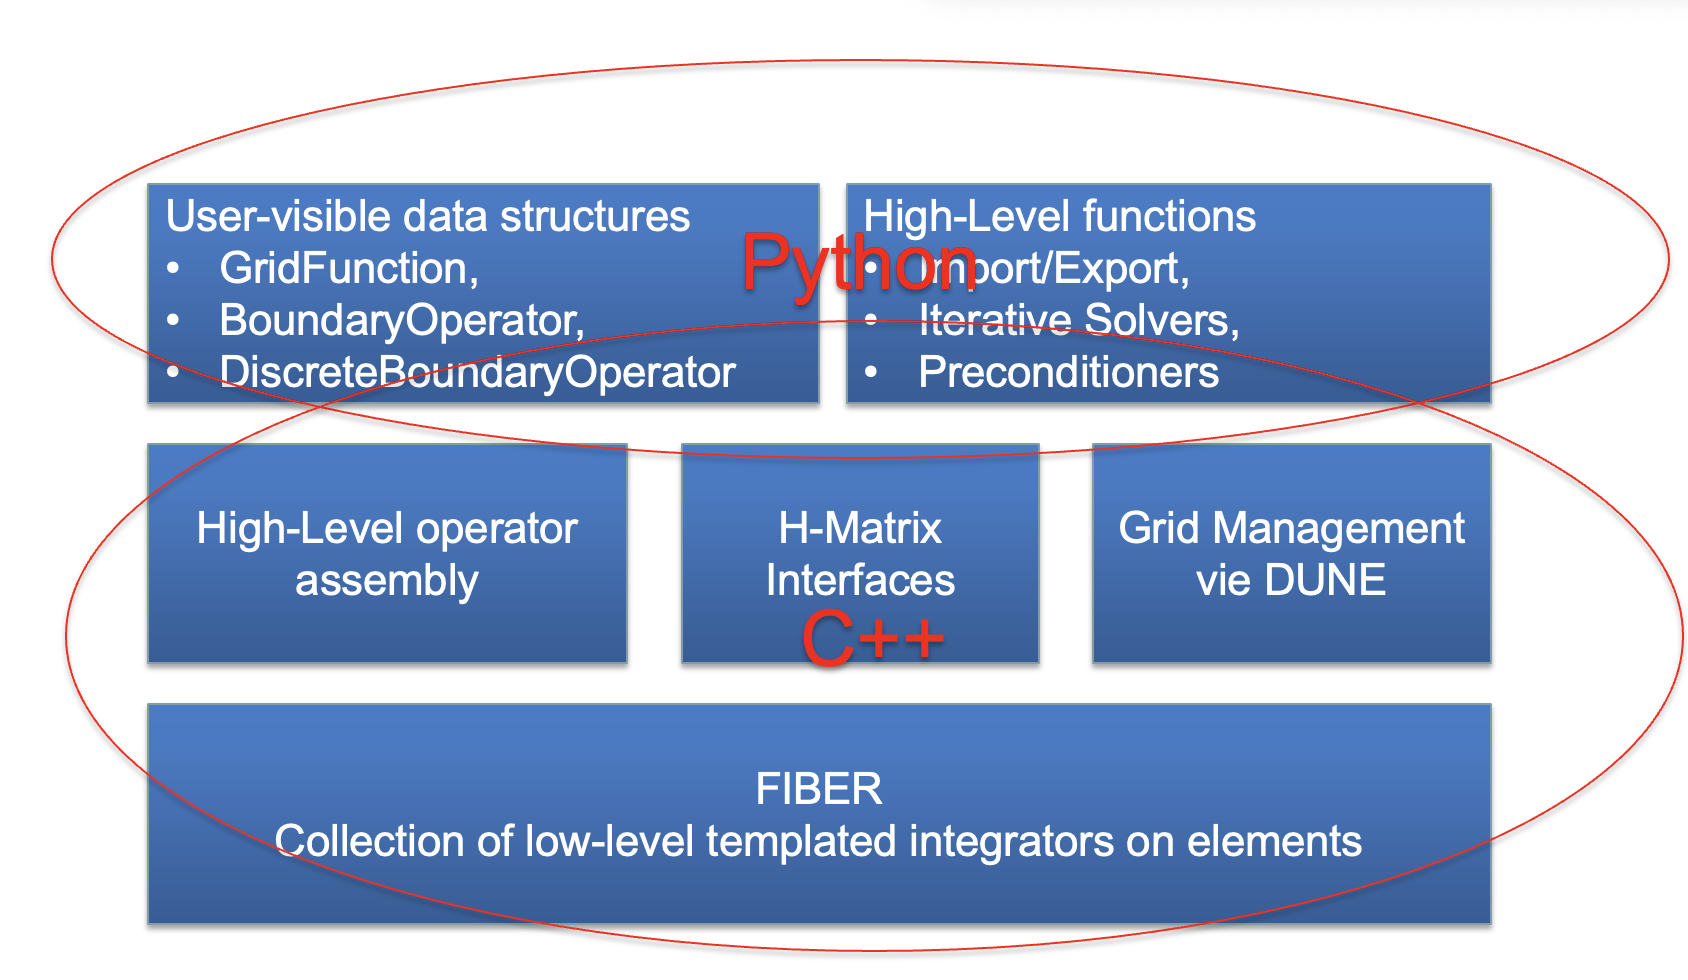 User-visible data structures
• GridFunction,
• BoundaryOperator,
• DiscreteBoundaryOperator
High-Level functions
• Import/Export,
• Iterative Solvers,
• Preconditioners
Python
High-Level operator
assembly
H-Matrix
Interfaces
Grid Management
vie DUNE
C++
FIBER
Collection of low-level templated integrators on elements